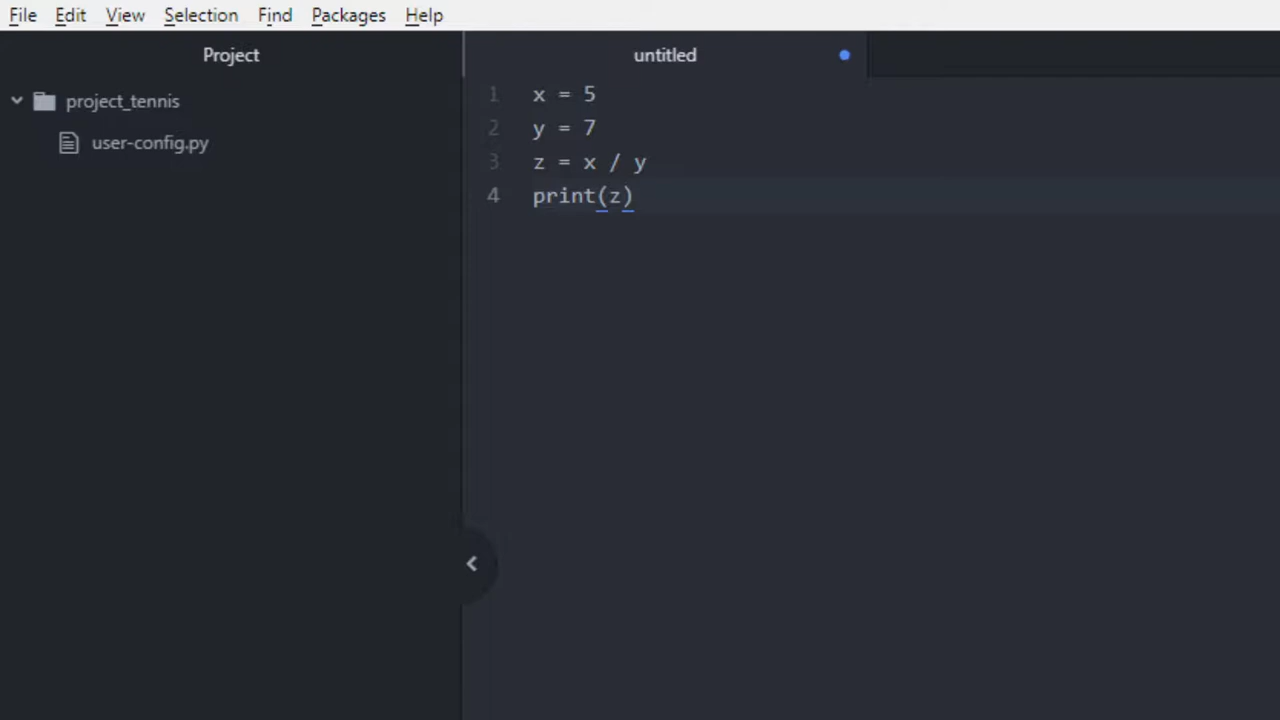 File Edit View Selection Find Packages Help
Project
project_tennis
user-config.py
untitled
1 x = 5
2 y = 7
3 z = x / y
4 print(z)